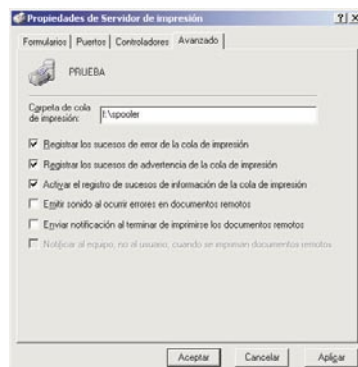 Propiedades de Servidor de impresión
Formularios Puertos Controladores Avanzado
PRUEBA
Carpeta de cola
de impresión:
I:\spooler
Registrar los sucesos de error de la cola de impresión
Registrar los sucesos de advertencia de la cola de impresión
Activar el registro de sucesos de información de la cola de impresión
Emitir sonido al ocurrir errores en documentos remotos
Enviar notificación al terminar de imprimirse los documentos remotos
Notificar al equipo, no al usuario, cuando se impriman documentos remotos
Aceptar Cancelar Aplicar